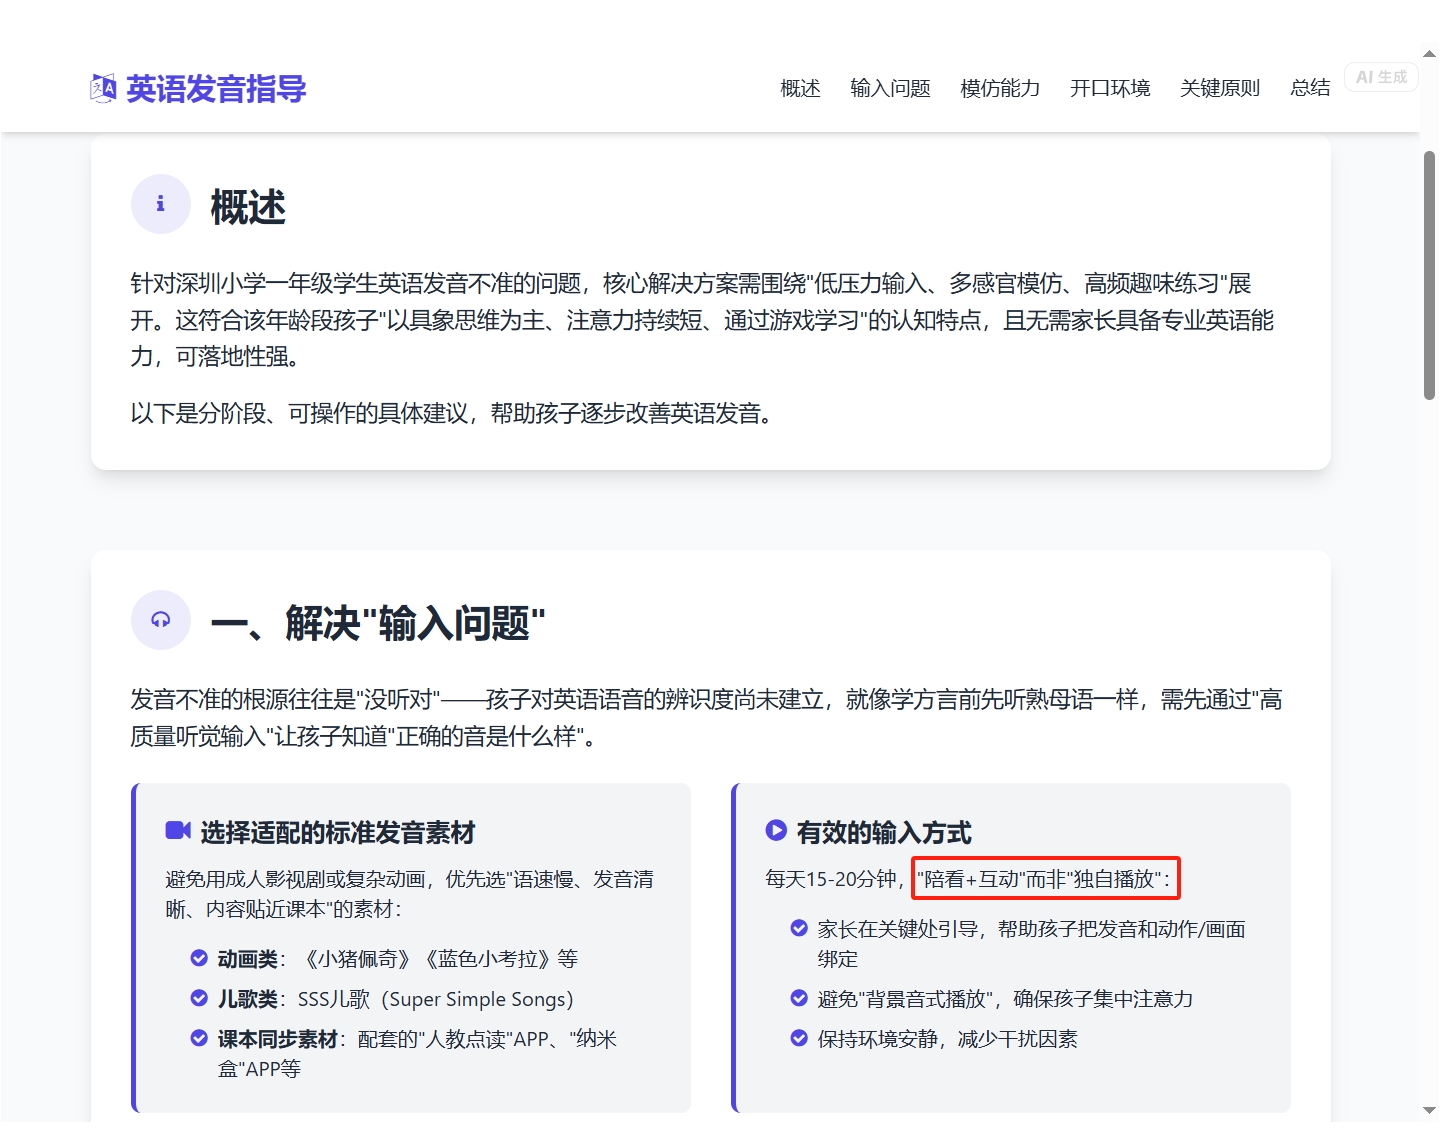 英语发音指导
概述 输入问题 模仿能力 开口环境 关键原则 总结
AI 生成
概述
针对深圳小学一年级学生英语发音不准的问题，核心解决方案需围绕"低压力输入、多感官模仿、高频趣味练习"展
开。这符合该年龄段孩子"以具象思维为主、注意力持续短、通过游戏学习"的认知特点，且无需家长具备专业英语能
力，可落地性强。
以下是分阶段、可操作的具体建议，帮助孩子逐步改善英语发音。
一、解决"输入问题"
发音不准的根源往往是"没听对"——孩子对英语语音的辨识度尚未建立，就像学方言前先听熟母语一样，需先通过"高
质量听觉输入"让孩子知道"正确的音是什么样"。
选择适配的标准发音素材
避免用成人影视剧或复杂动画，优先选"语速慢、发音清
晰、内容贴近课本"的素材：
动画类：《小猪佩奇》《蓝色小考拉》等
儿歌类：SSS儿歌（Super Simple Songs）
课本同步素材：配套的"人教点读"APP、"纳米
盒"APP等
有效的输入方式
每天15-20分钟，"陪看+互动"而非"独自播放"：
家长在关键处引导，帮助孩子把发音和动作/画面
绑定
避免"背景音式播放"，确保孩子集中注意力
保持环境安静，减少干扰因素